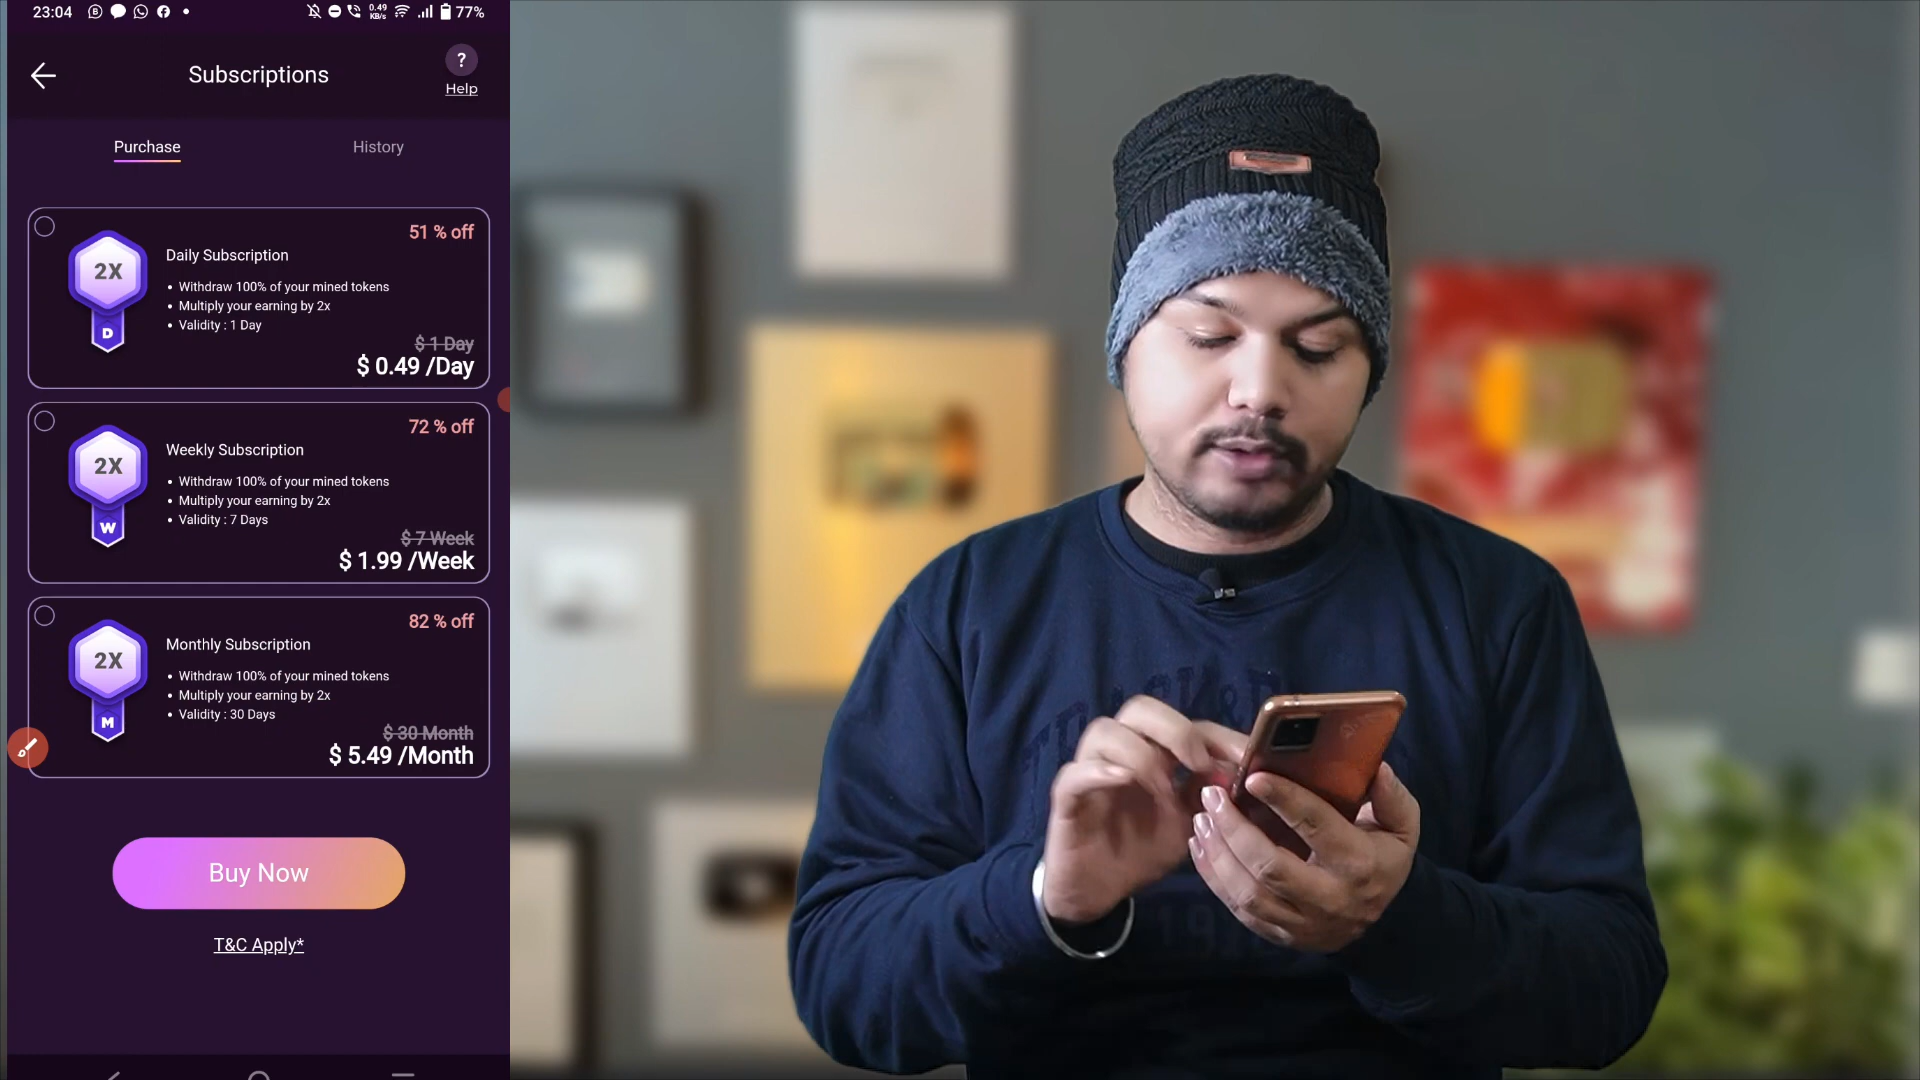 23:04
0.49
KB/s
77%
?
Subscriptions
Help
Purchase
History
51 % off
2X
Daily Subscription
• Withdraw 100% of your mined tokens
• Multiply your earning by 2x
• Validity : 1 Day
D
$ 1 Day
$ 0.49 /Day
72 % off
2X
Weekly Subscription
• Withdraw 100% of your mined tokens
• Multiply your earning by 2x
• Validity : 7 Days
W
$ 7 Week
$ 1.99 /Week
82 % off
2X
Monthly Subscription
• Withdraw 100% of your mined tokens
• Multiply your earning by 2x
• Validity : 30 Days
M
$ 30 Month
$ 5.49 /Month
Buy Now
T&C Apply*